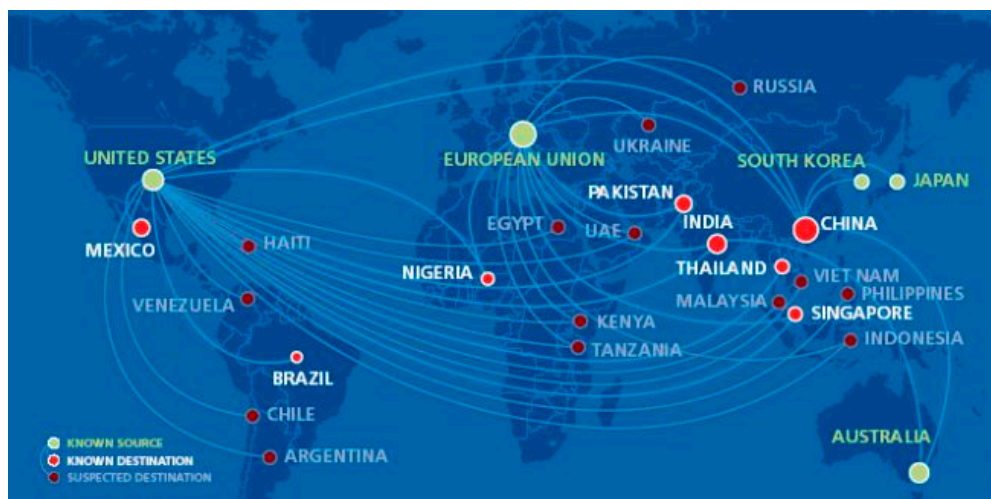 RUSSIA
UKRAINE
UNITED STATES
EUROPEAN UNION
SOUTH KOREA
JAPAN
PAKISTAN
INDIA
EGYPT
UAE
CHINA
MEXICO
HAITI
NIGERIA
THAILAND
VIET NAM
VENEZUELA
MALAYSIA
PHILIPPINES
SINGAPORE
KENYA
TANZANIA
INDONESIA
BRAZIL
CHILE
AUSTRALIA
ARGENTINA
KNOWN SOURCE
KNOWN DESTINATION
SUSPECTED DESTINATION